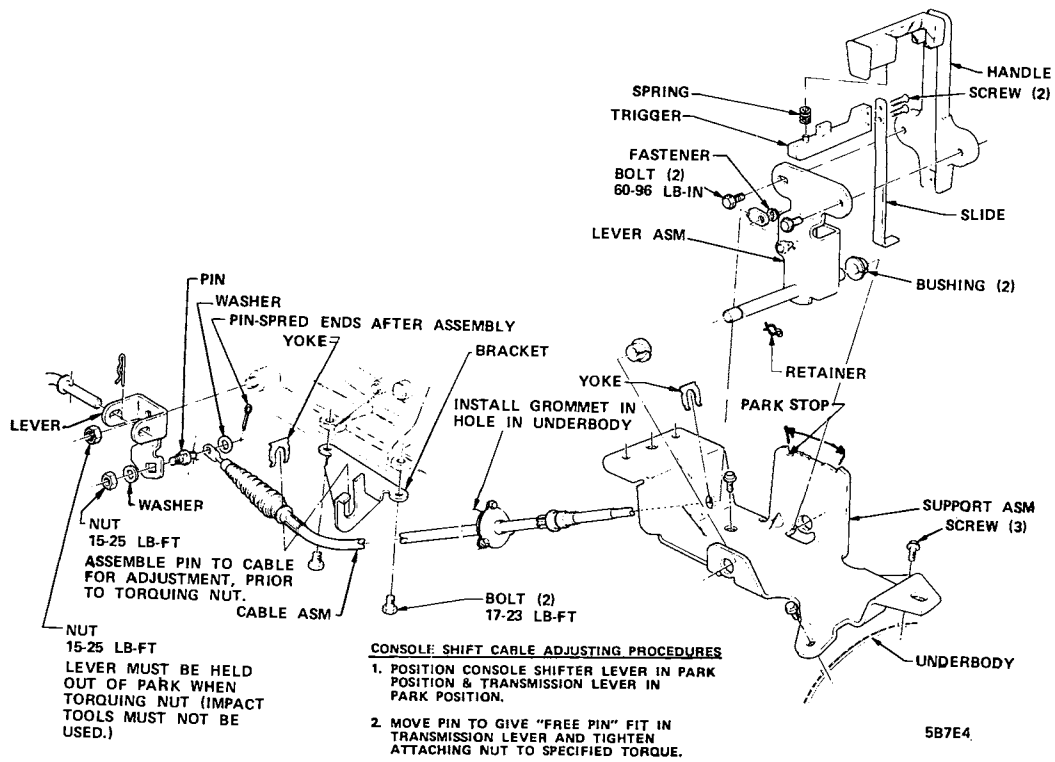 HANDLE
SPRING
SCREW (2)
TRIGGER
FASTENER
BOLT (2)
60-96 LB-IN
SLIDE
LEVER ASM
BUSHING (2)
PIN
WASHER
PIN-SPRED ENDS AFTER ASSEMBLY
YOKE
BRACKET
RETAINER
YOKE
PARK STOP
INSTALL GROMMET IN
HOLE IN UNDERBODY
LEVER
WASHER
SUPPORT ASM
SCREW (3)
NUT
15-25 LB-FT
ASSEMBLE PIN TO CABLE
FOR ADJUSTMENT, PRIOR
TO TORQUING NUT.
CABLE ASM
BOLT (2)
17-23 LB-FT
NUT
15-25 LB-FT
LEVER MUST BE HELD
OUT OF PARK WHEN
TORQUING NUT (IMPACT
TOOLS MUST NOT BE
USED.)
CONSOLE SHIFT CABLE ADJUSTING PROCEDURES
1. POSITION CONSOLE SHIFTER LEVER IN PARK
POSITION & TRANSMISSION LEVER IN
PARK POSITION.
2. MOVE PIN TO GIVE "FREE PIN" FIT IN
TRANSMISSION LEVER AND TIGHTEN
ATTACHING NUT TO SPECIFIED TORQUE.
UNDERBODY
5B7E4